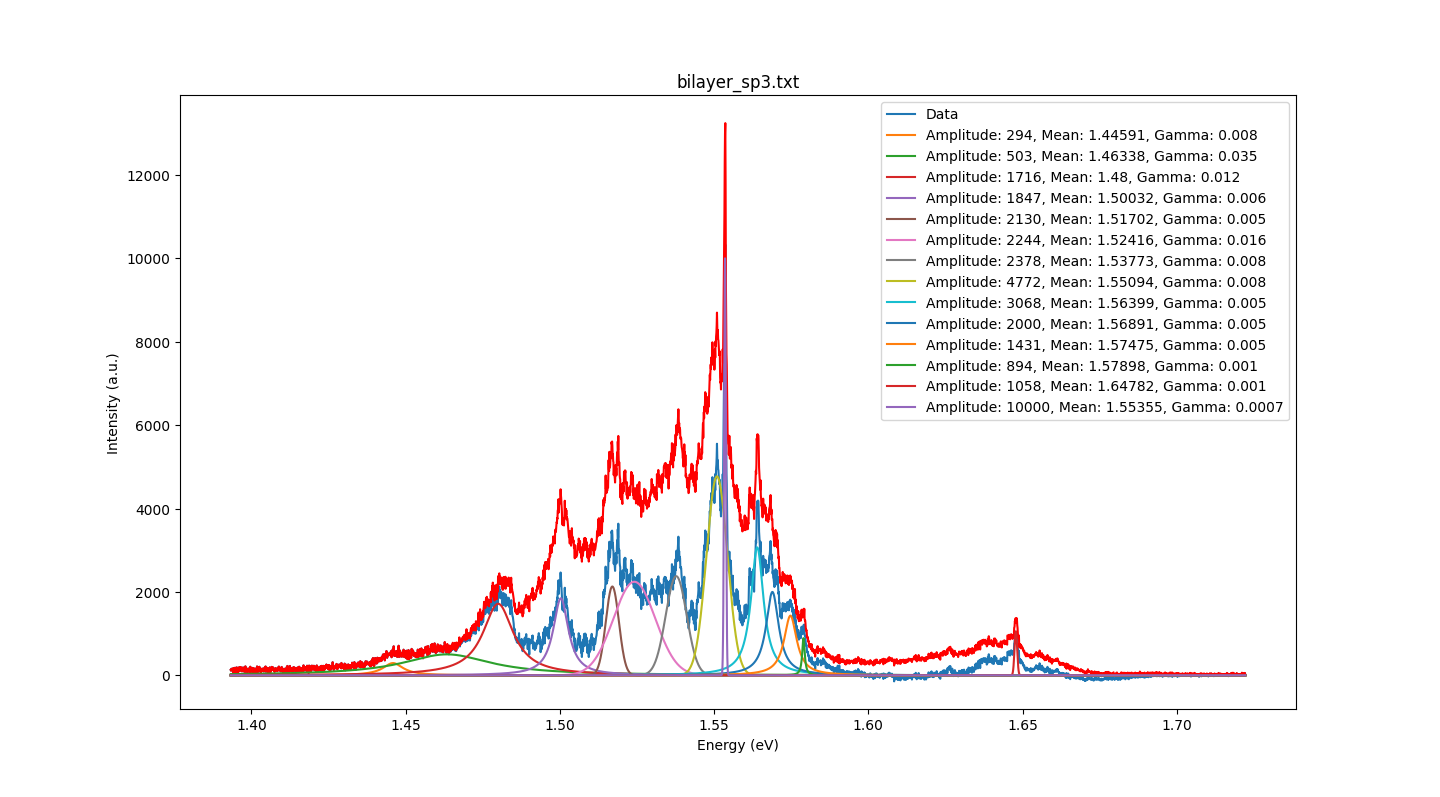 bilayer_sp3.txt
Data
Amplitude: 294, Mean: 1.44591, Gamma: 0.008
Amplitude: 503, Mean: 1.46338, Gamma: 0.035
Amplitude: 1716, Mean: 1.48, Gamma: 0.012
Amplitude: 1847, Mean: 1.50032, Gamma: 0.006
Amplitude: 2130, Mean: 1.51702, Gamma: 0.005
Amplitude: 2244, Mean: 1.52416, Gamma: 0.016
Amplitude: 2378, Mean: 1.53773, Gamma: 0.008
Amplitude: 4772, Mean: 1.55094, Gamma: 0.008
Amplitude: 3068, Mean: 1.56399, Gamma: 0.005
Amplitude: 2000, Mean: 1.56891, Gamma: 0.005
Amplitude: 1431, Mean: 1.57475, Gamma: 0.005
Amplitude: 894, Mean: 1.57898, Gamma: 0.001
Amplitude: 1058, Mean: 1.64782, Gamma: 0.001
Amplitude: 10000, Mean: 1.55355, Gamma: 0.0007
Intensity (a.u.)
12000
10000
8000
6000
4000
2000
0
1.40 1.45 1.50 1.55 1.60 1.65 1.70
Energy (eV)